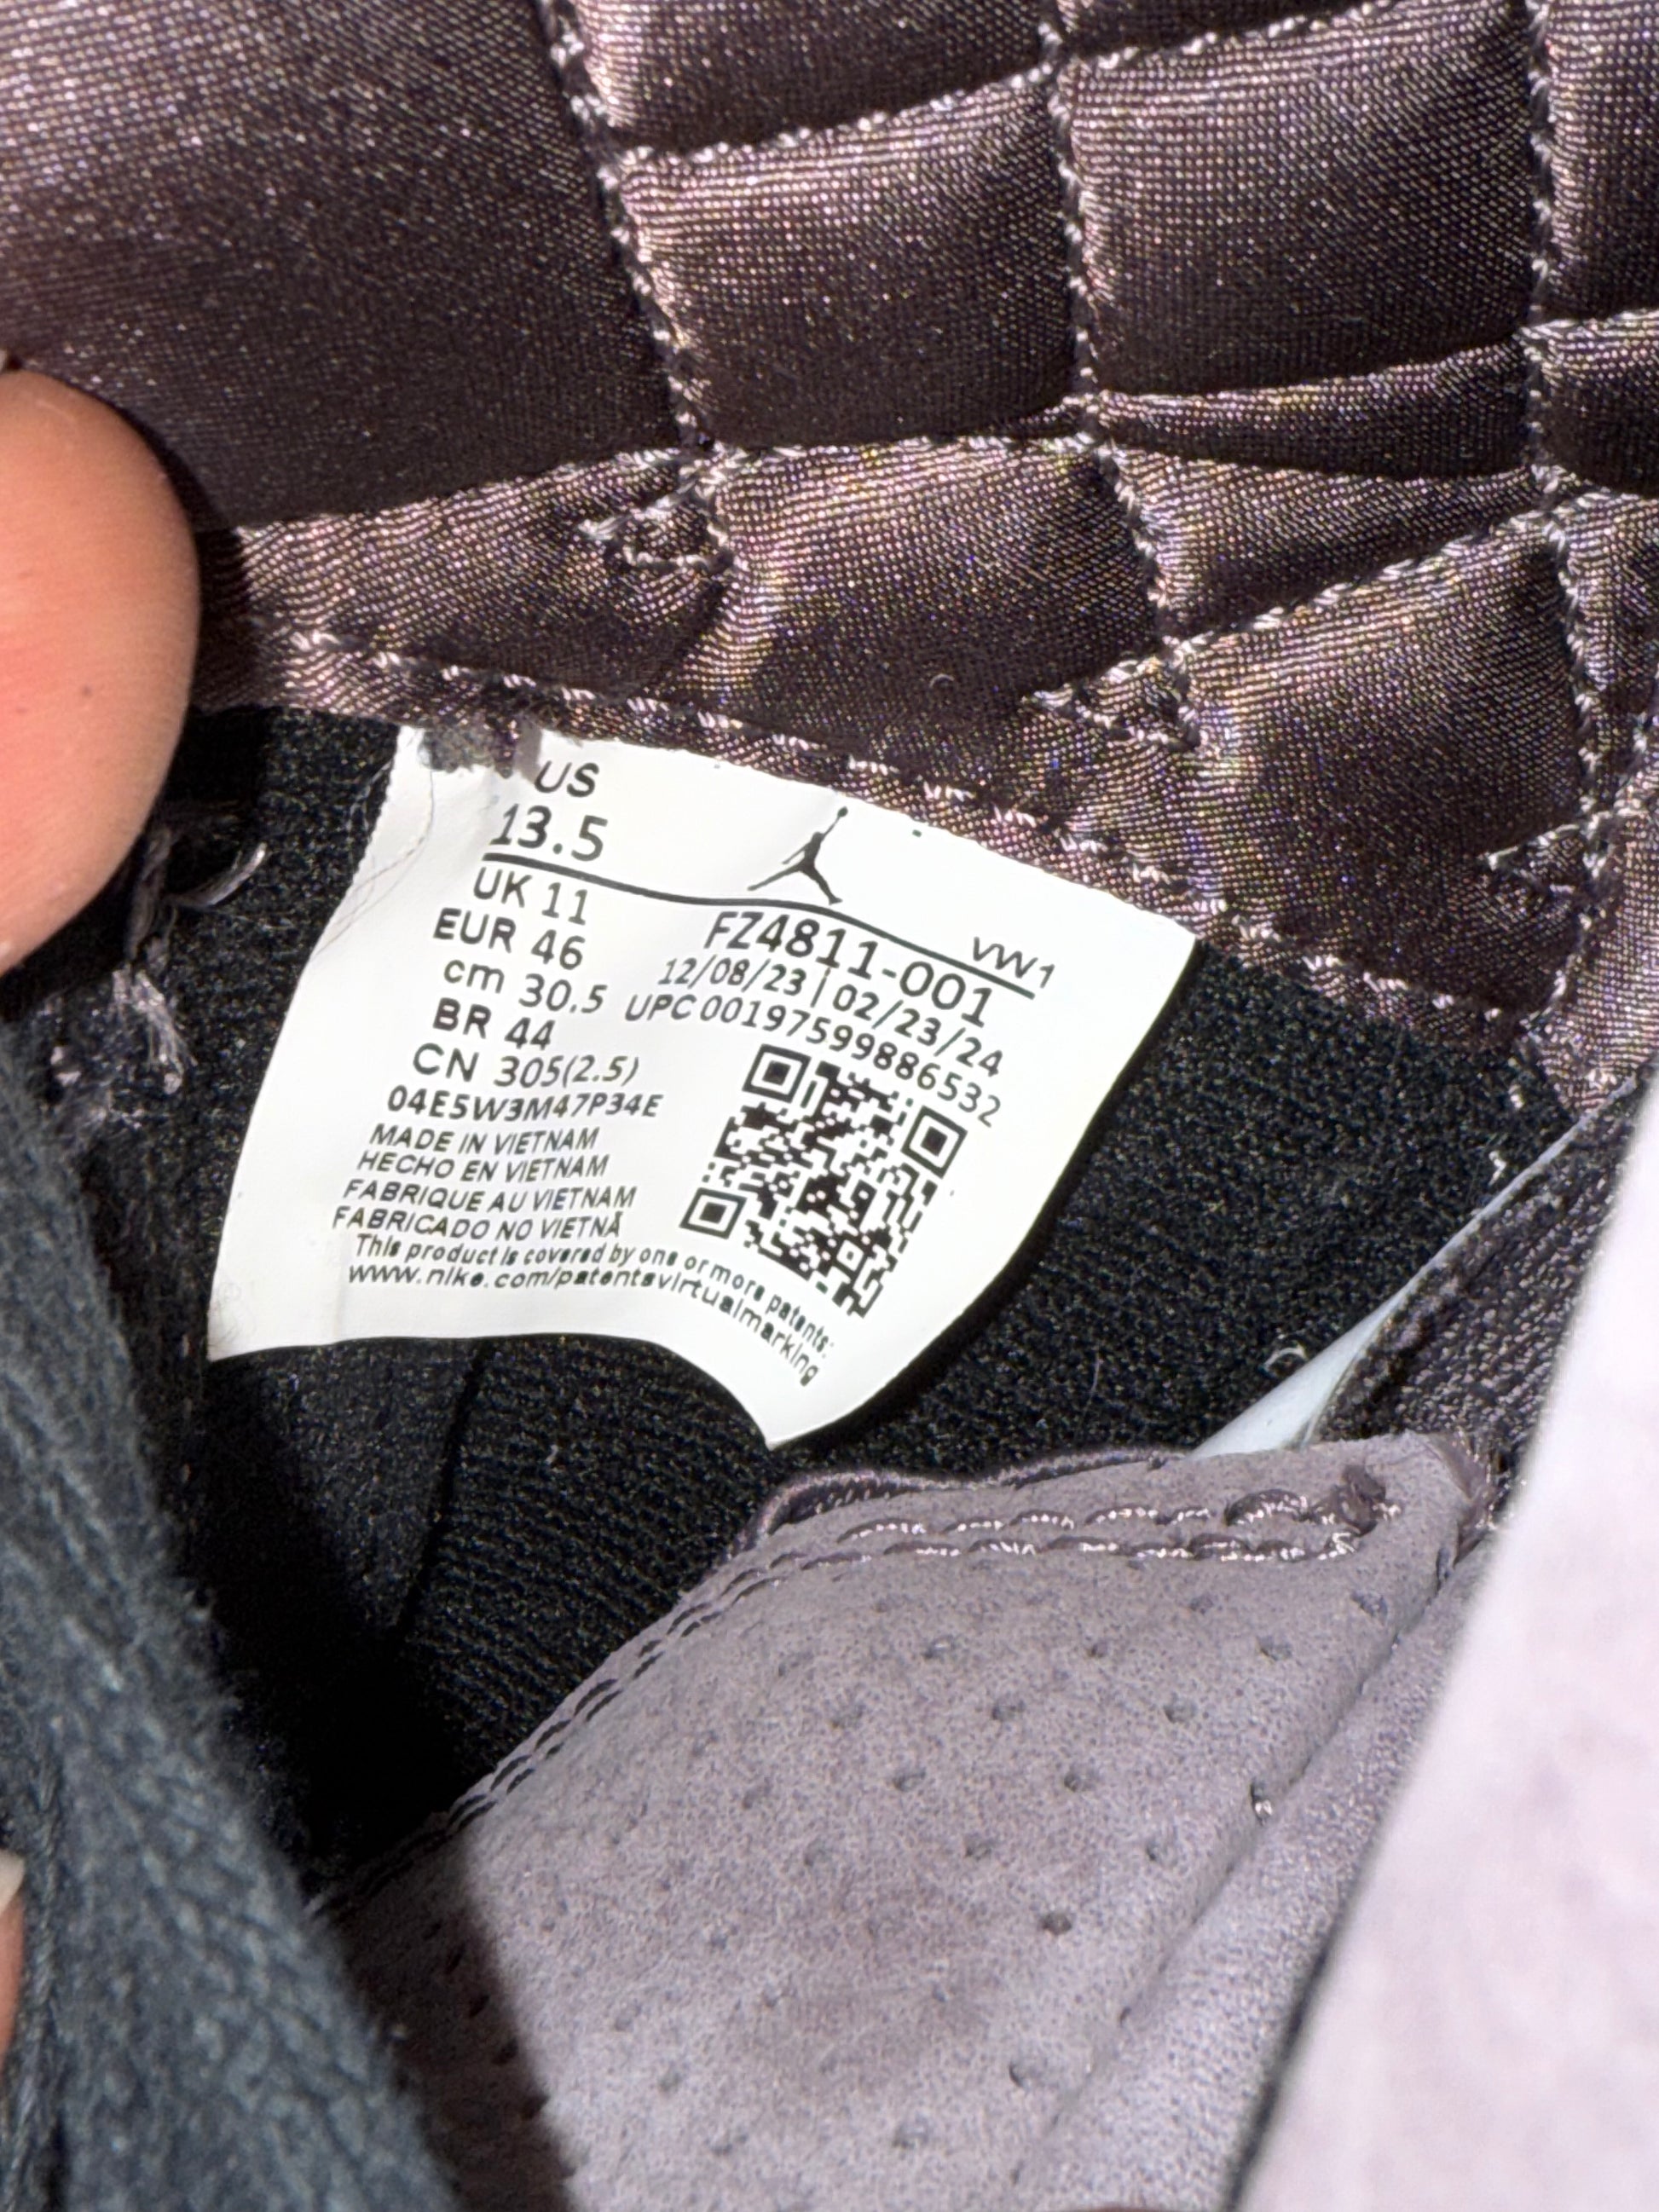 US
13.5
UK 11
EUR 46
cm 30.5
BR 44
CN 305(2.5)
04E5W3M47P34E
MADE IN VIETNAM
HECHO EN VIETNAM
FABRIQUE AU VIETNAM
FABRICADO NO VIETNÃ
This product is covered by one or more patents:
www.nike.com/patentsvirtualmarking
VW1
FZ4811-001
12/08/23 | 02/23/24
UPC 00197599886532